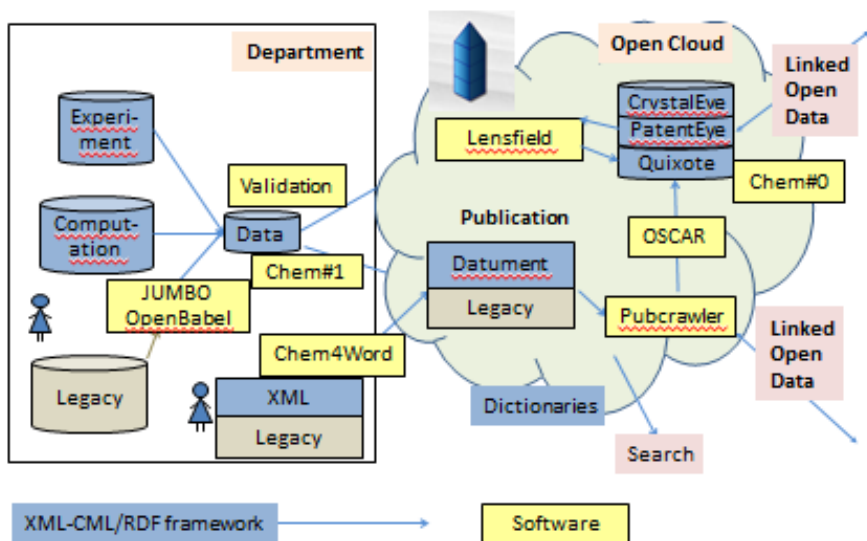 Department
Experi-
ment
Comput-
ation
Validation
Data
Chem#1
JUMBO
OpenBabel
Legacy
Chem4Word
XML
Legacy
Open Cloud
CrystalEye
PatentEye
Quixote
Lensfield
Chem#0
Linked
Open
Data
Publication
Datument
Legacy
OSCAR
Pubcrawler
Linked
Open
Data
Dictionaries
Search
XML-CML/RDF framework
Software